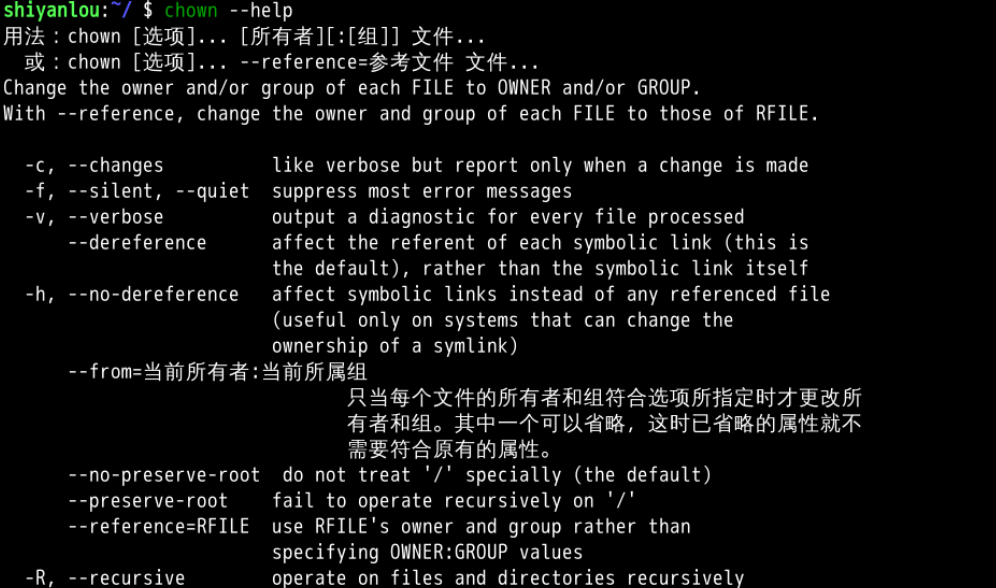 shiyanlou:~/ $ chown --help
用法：chown [选项]... [所有者][:[组]] 文件...
或：chown [选项]... --reference=参考文件 文件...
Change the owner and/or group of each FILE to OWNER and/or GROUP.
With --reference, change the owner and group of each FILE to those of RFILE.
-c, --changes like verbose but report only when a change is made
-f, --silent, --quiet suppress most error messages
-v, --verbose output a diagnostic for every file processed
--dereference affect the referent of each symbolic link (this is
the default), rather than the symbolic link itself
-h, --no-dereference affect symbolic links instead of any referenced file
(useful only on systems that can change the
ownership of a symlink)
--from=当前所有者:当前所属组
只当每个文件的所有者和组符合选项所指定时才更改所
有者和组。其中一个可以省略，这时已省略的属性就不
需要符合原有的属性。
--no-preserve-root do not treat '/' specially (the default)
--preserve-root fail to operate recursively on '/'
--reference=RFILE use RFILE's owner and group rather than
specifying OWNER:GROUP values
-R, --recursive operate on files and directories recursively